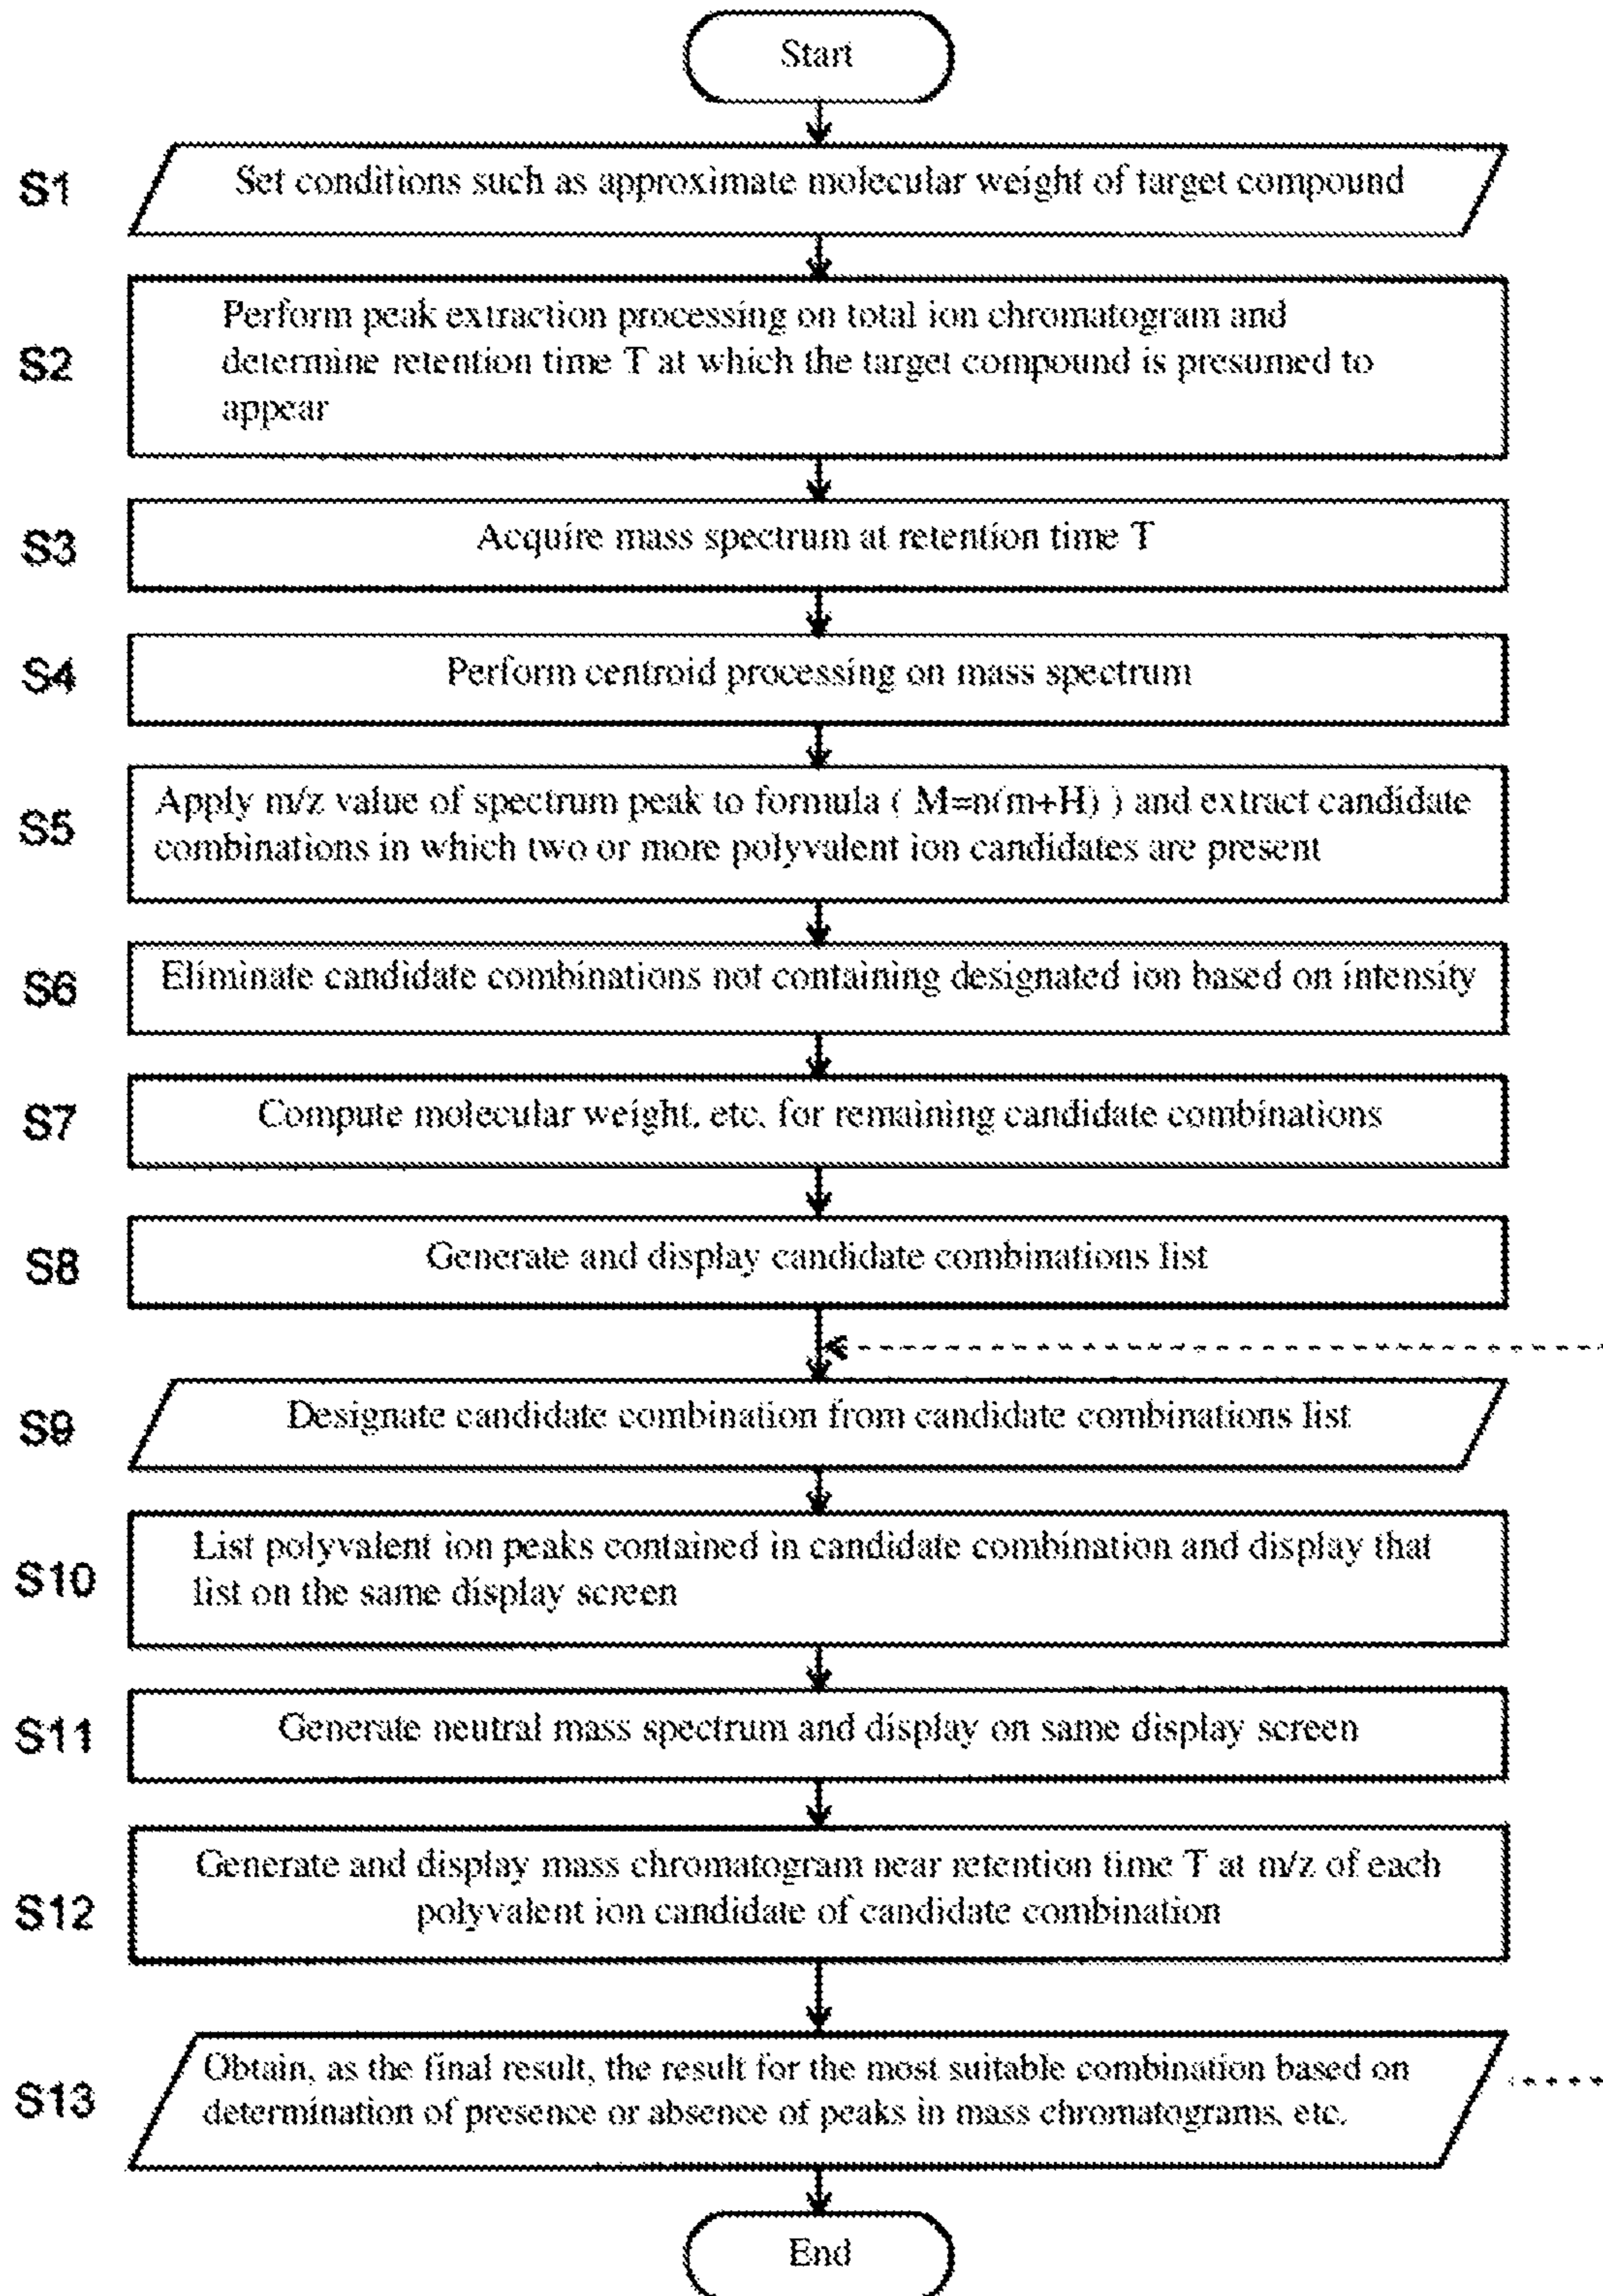 Start
S1
Set conditions such as approximate molecular weight of target compound
S2
Perform peak extraction processing on total ion chromatogram and
determine retention time T at which the target compound is presumed to
appear
S3
Acquire mass spectrum at retention time T
S4
Perform centroid processing on mass spectrum
S5
Apply m/z value of spectrum peak to formula ( M=n(m+H) ) and extract candidate
combinations in which two or more polyvalent ion candidates are present
S6
Eliminate candidate combinations not containing designated ion based on intensity
S7
Compute molecular weight, etc. for remaining candidate combinations
S8
Generate and display candidate combinations list
S9
Designate candidate combination from candidate combinations list
S10
List polyvalent ion peaks contained in candidate combination and display that
list on the same display screen
S11
Generate neutral mass spectrum and display on same display screen
S12
Generate and display mass chromatogram near retention time T at m/z of each
polyvalent ion candidate of candidate combination
S13
Obtain, as the final result, the result for the most suitable combination based on
determination of presence or absence of peaks in mass chromatograms, etc.
End